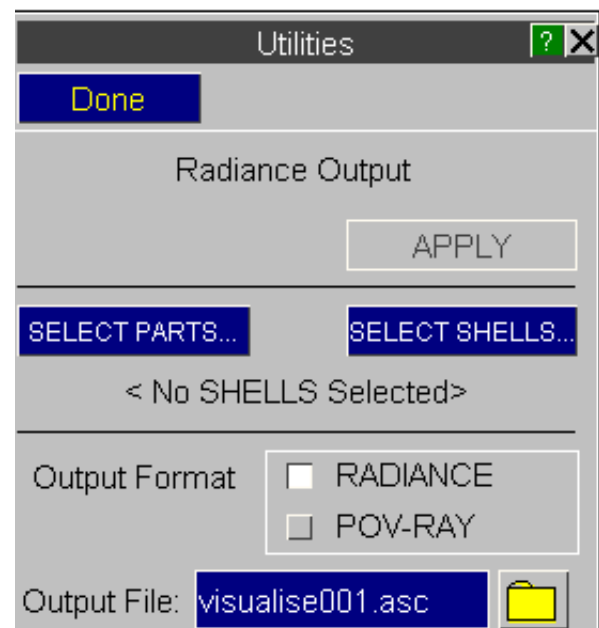 Utilities ?
Done
Radiance Output
APPLY
SELECT PARTS... SELECT SHELLS...
< No SHELLS Selected>
Output Format RADIANCE
POV-RAY
Output File: visualise001.asc